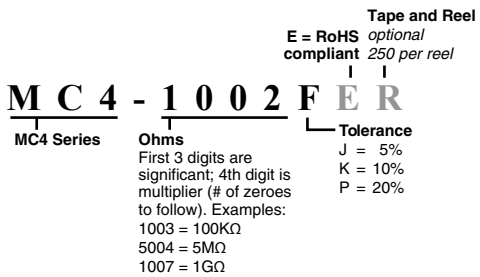 Tape and Reel
E = RoHS optional
compliant 250 per reel
M C 4 - 1 0 0 2 F E R
MC4 Series
Ohms
First 3 digits are
significant; 4th digit is
multiplier (# of zeroes
to follow). Examples:
1003 = 100KΩ
5004 = 5MΩ
1007 = 1GΩ
Tolerance
J = 5%
K = 10%
P = 20%